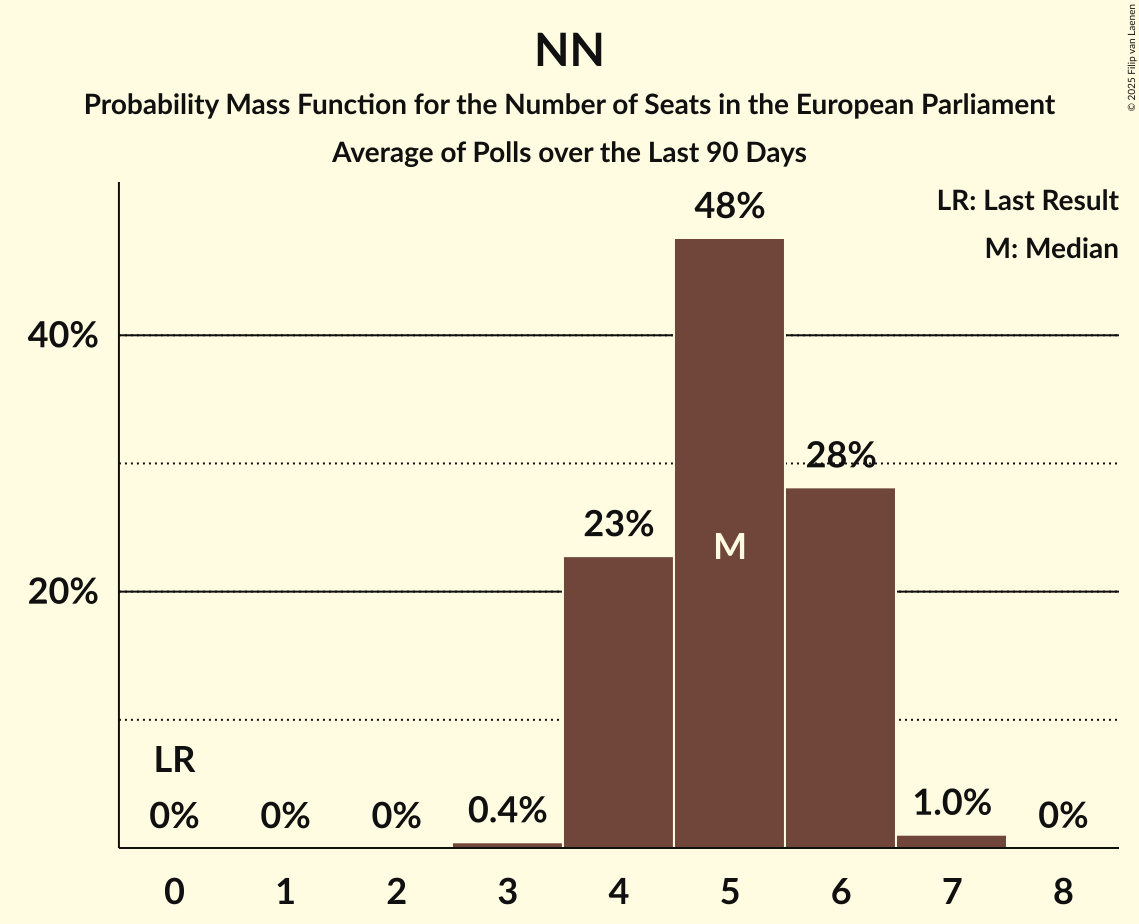 NN
Probability Mass Function for the Number of Seats in the European Parliament
Average of Polls over the Last 90 Days
© 2025 Filip van Laenen
LR: Last Result
M: Median
48%
40%
28%
23%
M
20%
LR
0%
0%
0%
0.4%
1.0%
0%
0 1 2 3 4 5 6 7 8